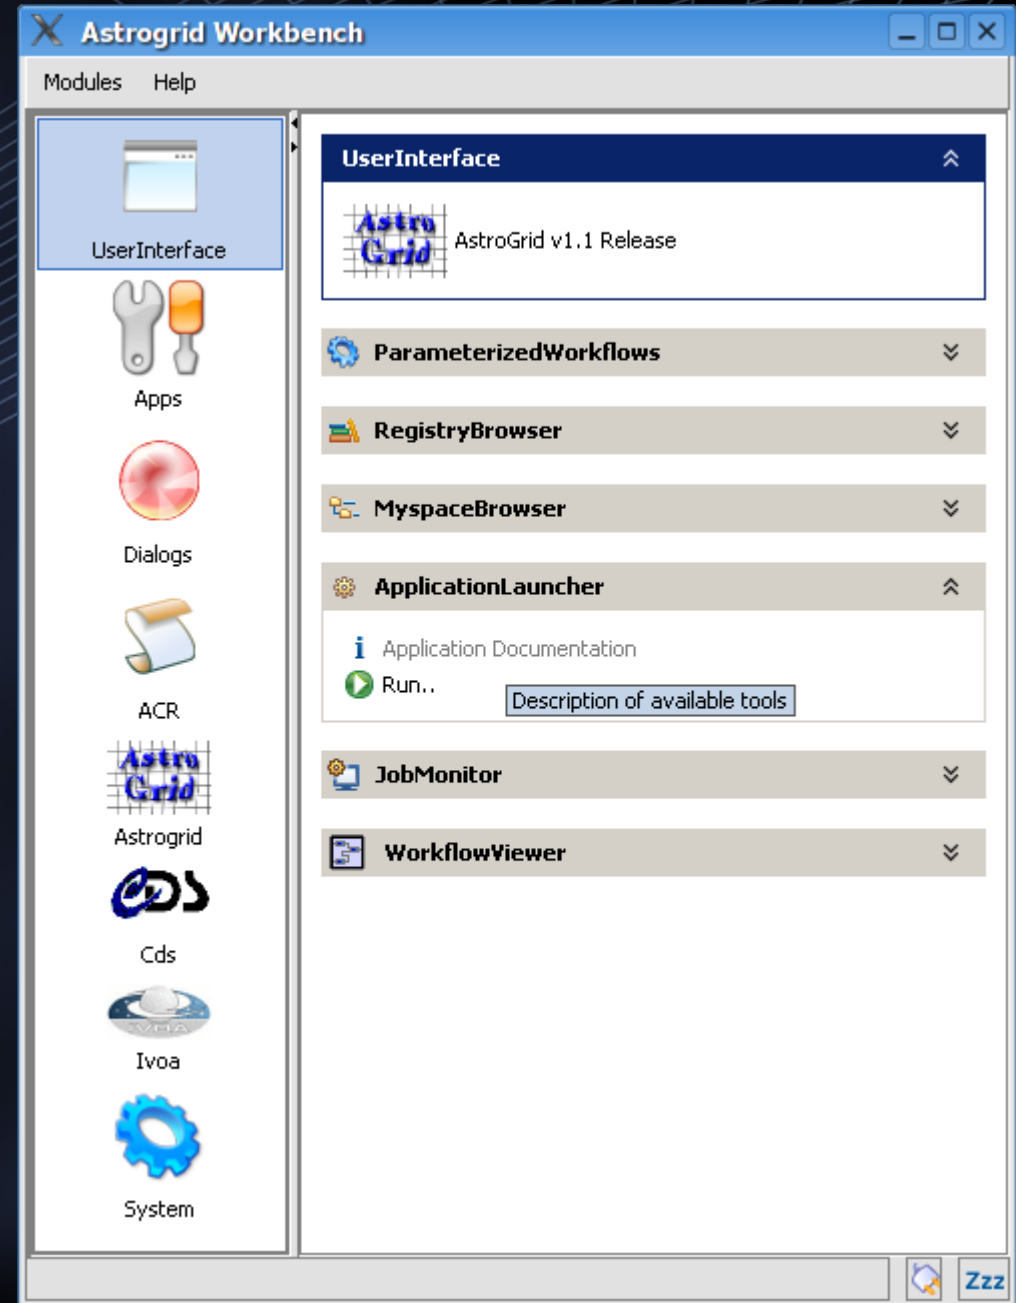 Astrogrid Workbench
Modules Help
UserInterface
Apps
Dialogs
ACR
Astro
Grid
Astrogrid
CDS
Cds
IVOA
Ivoa
System
UserInterface
Astro
Grid
AstroGrid v1.1 Release
ParameterizedWorkflows
RegistryBrowser
MyspaceBrowser
ApplicationLauncher
i Application Documentation
Run..
Description of available tools
JobMonitor
WorkflowViewer
Zzz